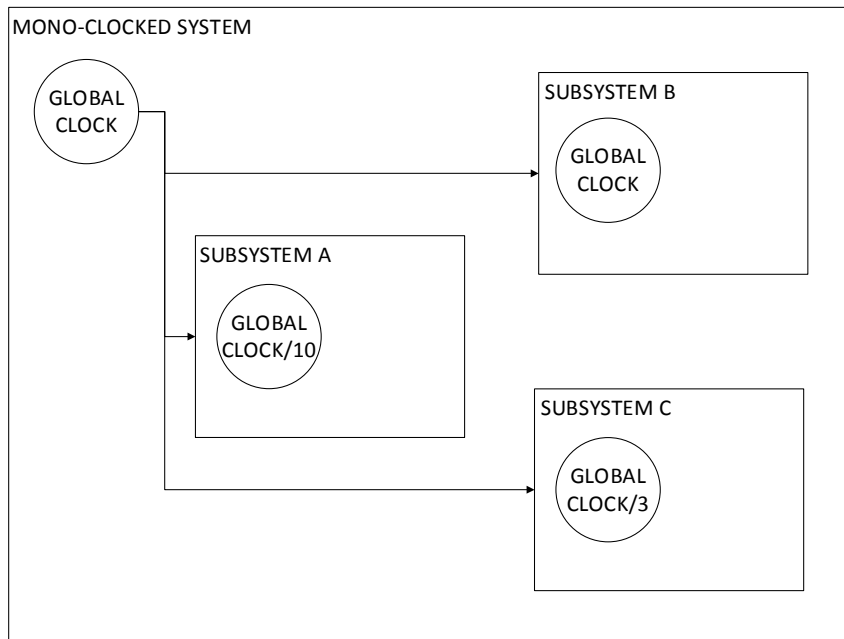 MONO-CLOCKED SYSTEM
GLOBAL
CLOCK
SUBSYSTEM B
GLOBAL
CLOCK
SUBSYSTEM A
GLOBAL
CLOCK/10
SUBSYSTEM C
GLOBAL
CLOCK/3